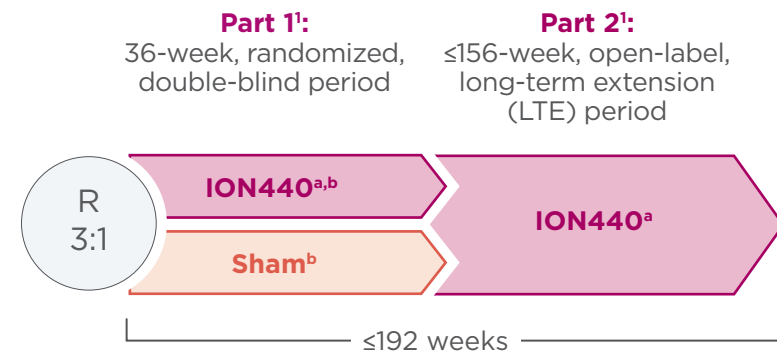 Part 1¹:
36-week, randomized,
double-blind period
Part 2¹:
≤156-week, open-label,
long-term extension
(LTE) period
R
3:1
ION440ᵃ,ᵇ
Shamᵇ
ION440ᵃ
≤192 weeks